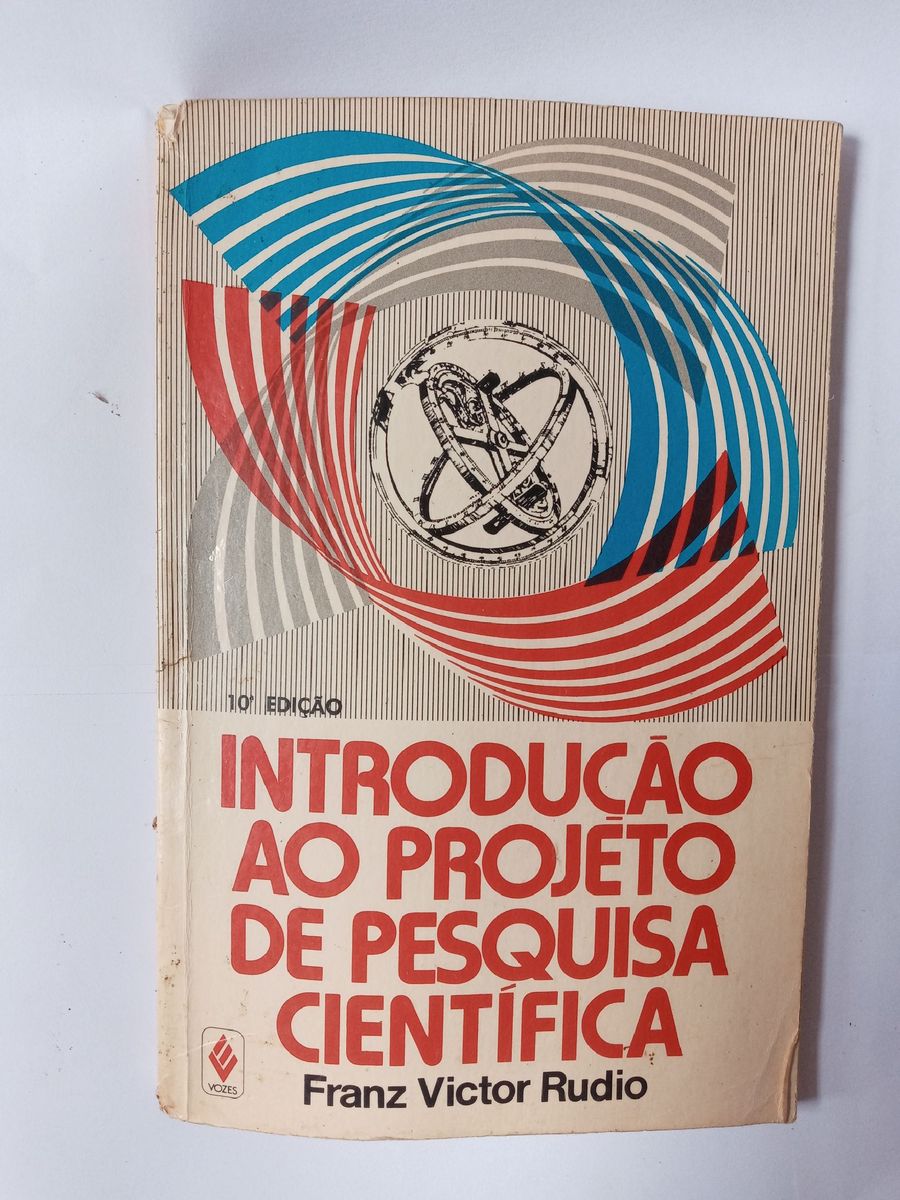 10ª EDIÇÃO
INTRODUÇÃO
AO PROJETO
DE PESQUISA
CIENTÍFICA
Franz Victor Rudio
VOZES